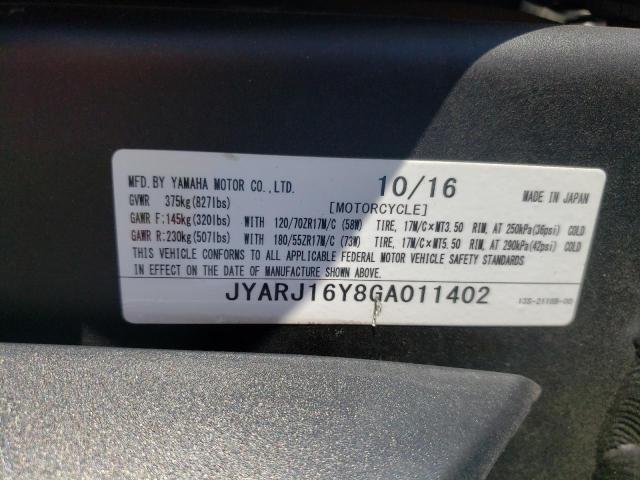 MFD. BY YAMAHA MOTOR CO., LTD. 10/16 MADE IN JAPAN
GVWR 375kg (827lbs) [MOTORCYCLE]
GAWR F: 145kg (320lbs) WITH 120/70ZR17M/C (58W) TIRE, 17M/C×MT3.50 RIM, AT 250kPa (36psi) COLD
GAWR R: 230kg (507lbs) WITH 180/55ZR17M/C (73W) TIRE, 17M/C×MT5.50 RIM, AT 290kPa (42psi) COLD
THIS VEHICLE CONFORMS TO ALL APPLICABLE FEDERAL MOTOR VEHICLE SAFETY STANDARDS
IN EFFECT ON THE DATE OF MANUFACTURE SHOWN ABOVE.
JYARJ16Y8GA011402